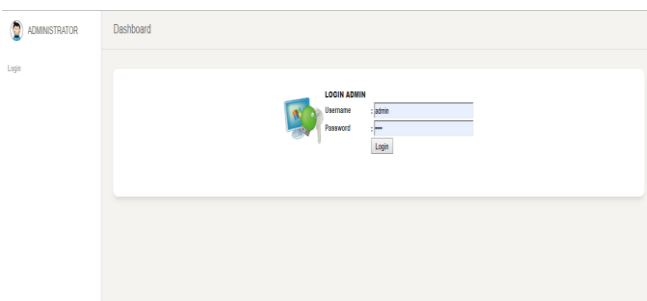 ADMINISTRATOR
Dashboard
Login
LOGIN ADMIN
Username : admin
Password : ••••
Login